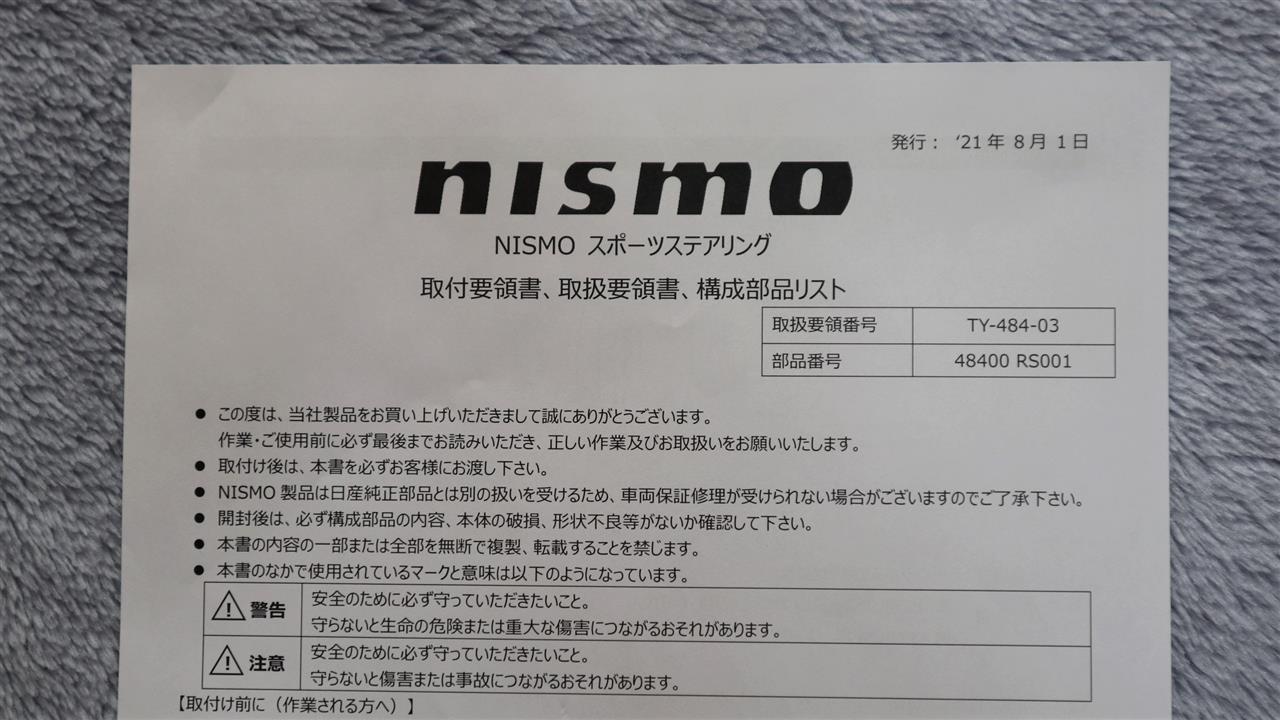 発行： ‘21 年 8 月 1 日
nismo
NISMO スポーツステアリング
取付要領書、取扱要領書、構成部品リスト
取扱要領番号 TY-484-03
部品番号 48400 RS001
● この度は、当社製品をお買い上げいただきまして誠にありがとうございます。
作業・ご使用前に必ず最後までお読みいただき、正しい作業及びお取扱いをお願いいたします。
● 取付け後は、本書を必ずお客様にお渡し下さい。
● NISMO 製品は日産純正部品とは別の扱いを受けるため、車両保証修理が受けられない場合がございますのでご了承下さい。
● 開封後は、必ず構成部品の内容、本体の破損、形状不良等がないか確認して下さい。
● 本書の内容の一部または全部を無断で複製、転載することを禁じます。
● 本書のなかで使用されているマークと意味は以下のようになっています。
警告 安全のために必ず守っていただきたいこと。
守らないと生命の危険または重大な傷害につながるおそれがあります。
注意 安全のために必ず守っていただきたいこと。
守らないと傷害または事故につながるおそれがあります。
【取付け前に（作業される方へ）】